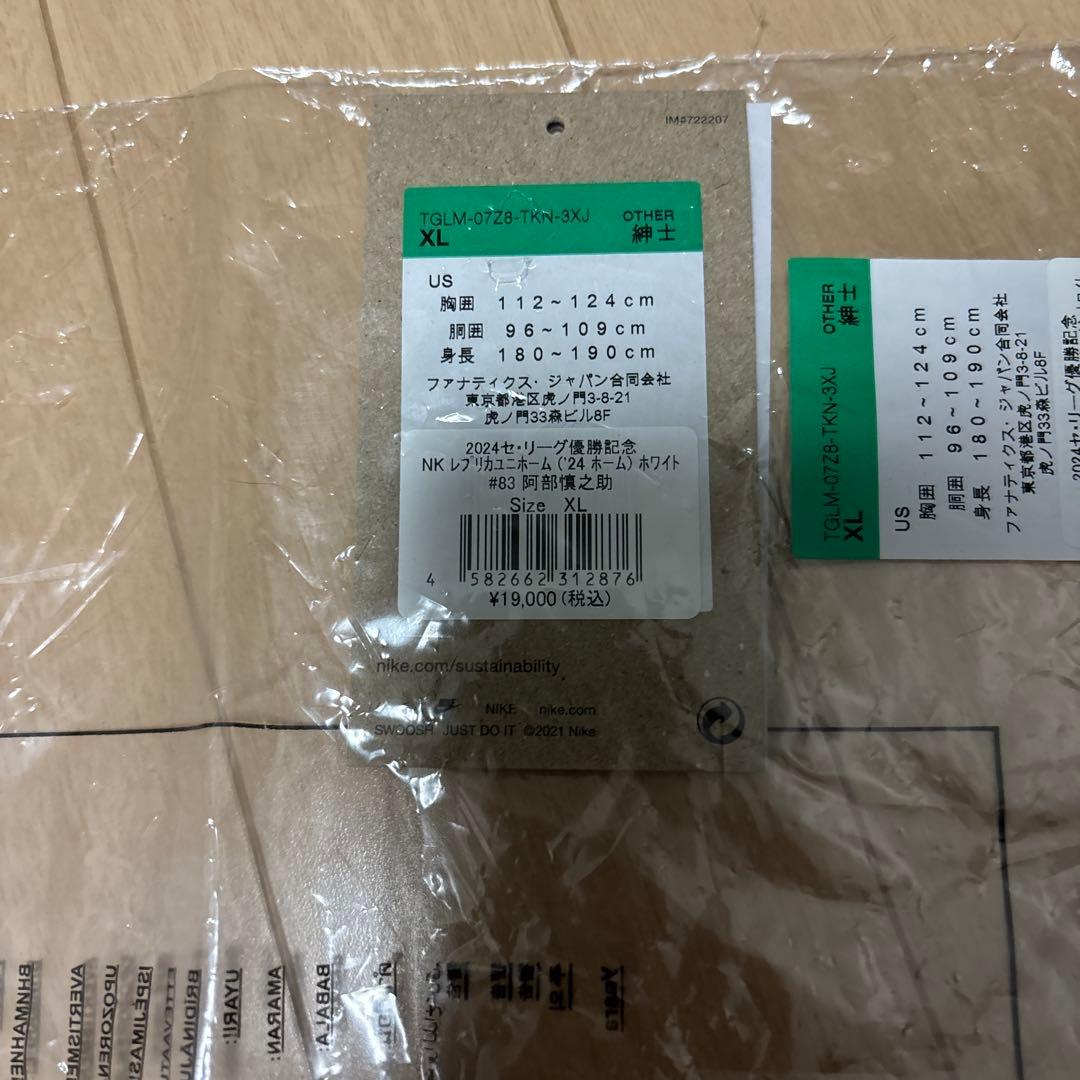 IM#722207
TGLM-07Z8-TKN-3XJ
OTHER
XL
紳士
US
胸囲 112~124cm
胴囲 96~109cm
身長 180~190cm
ファナティクス・ジャパン合同会社
東京都港区虎ノ門3-8-21
虎ノ門33森ビル8F
2024セ・リーグ優勝記念
NK レプリカユニホーム ('24 ホーム) ホワイト
#83 阿部慎之助
Size XL
4 582662 312876
¥19,000(税込)
nike.com/sustainability
NIKE nike.com
SWOOSH JUST DO IT ©2021 Nike
TGLM-07Z8-TKN-3XJ
OTHER
XL
紳士
US
胸囲 112~124cm
胴囲 96~109cm
身長 180~190cm
ファナティクス・ジャパン合同会社
東京都港区虎ノ門3-8-21
虎ノ門33森ビル8F
2024セ・リーグ優勝記念
BABALA:
AMARAN:
UYARI!:
BRIDINĀJU
UPOZOREN
AVERTISME